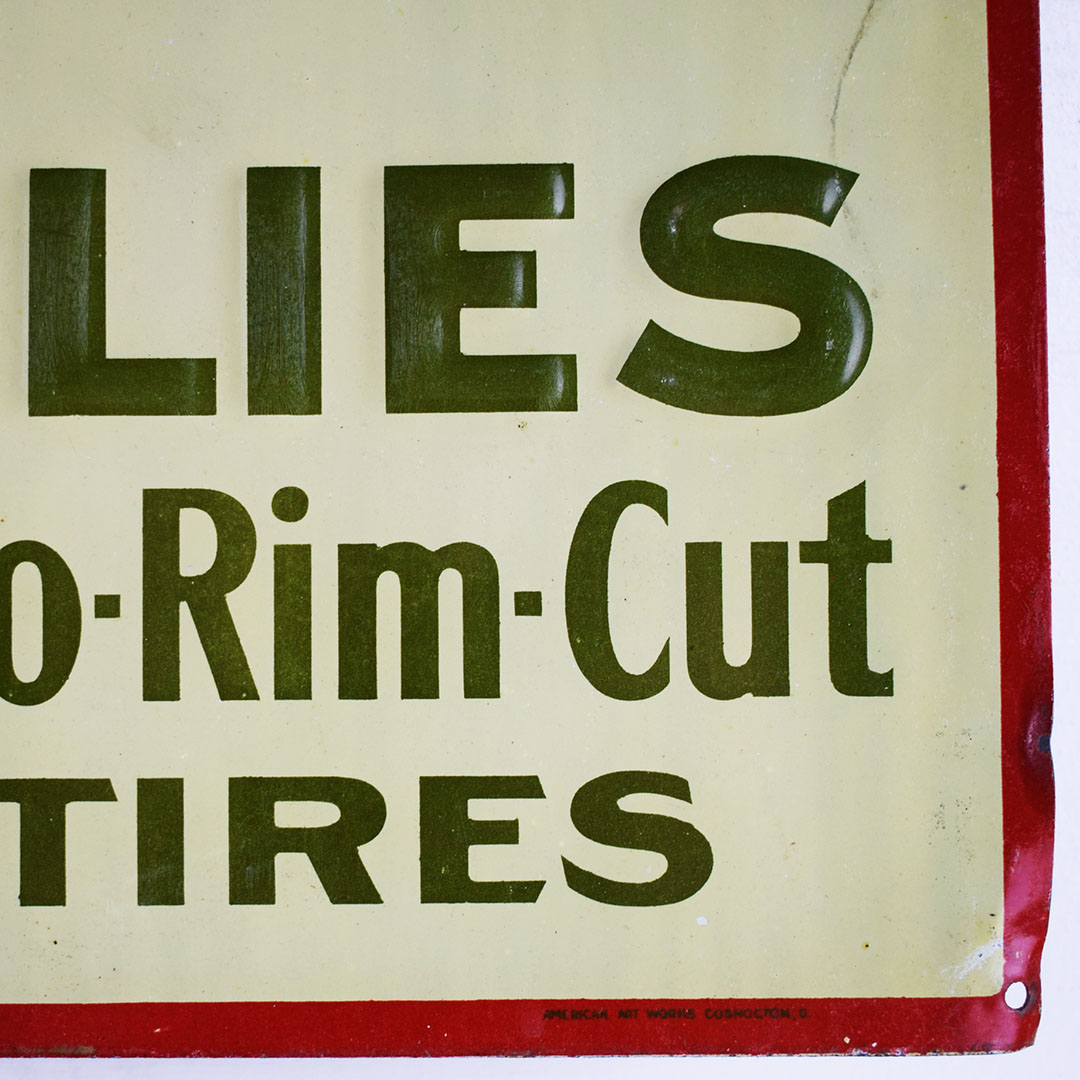 LIES
o-Rim-Cut
TIRES
AMERICAN ART WORKS COSHOCTON, O.